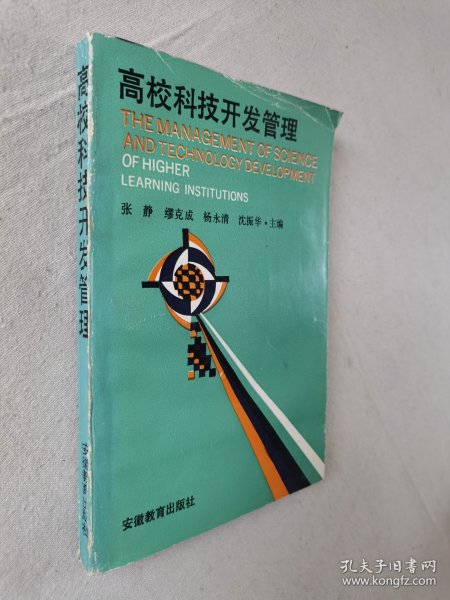 高校科技开发管理
THE MANAGEMENT OF SCIENCE
AND TECHNOLOGY DEVELOPMENT
OF HIGHER
LEARNING INSTITUTIONS
张 静 缪克成 杨永清 沈振华·主编
安徽教育出版社
高校科技开发管理
安徽教育出版社
孔夫子旧书网
www.kongfz.com